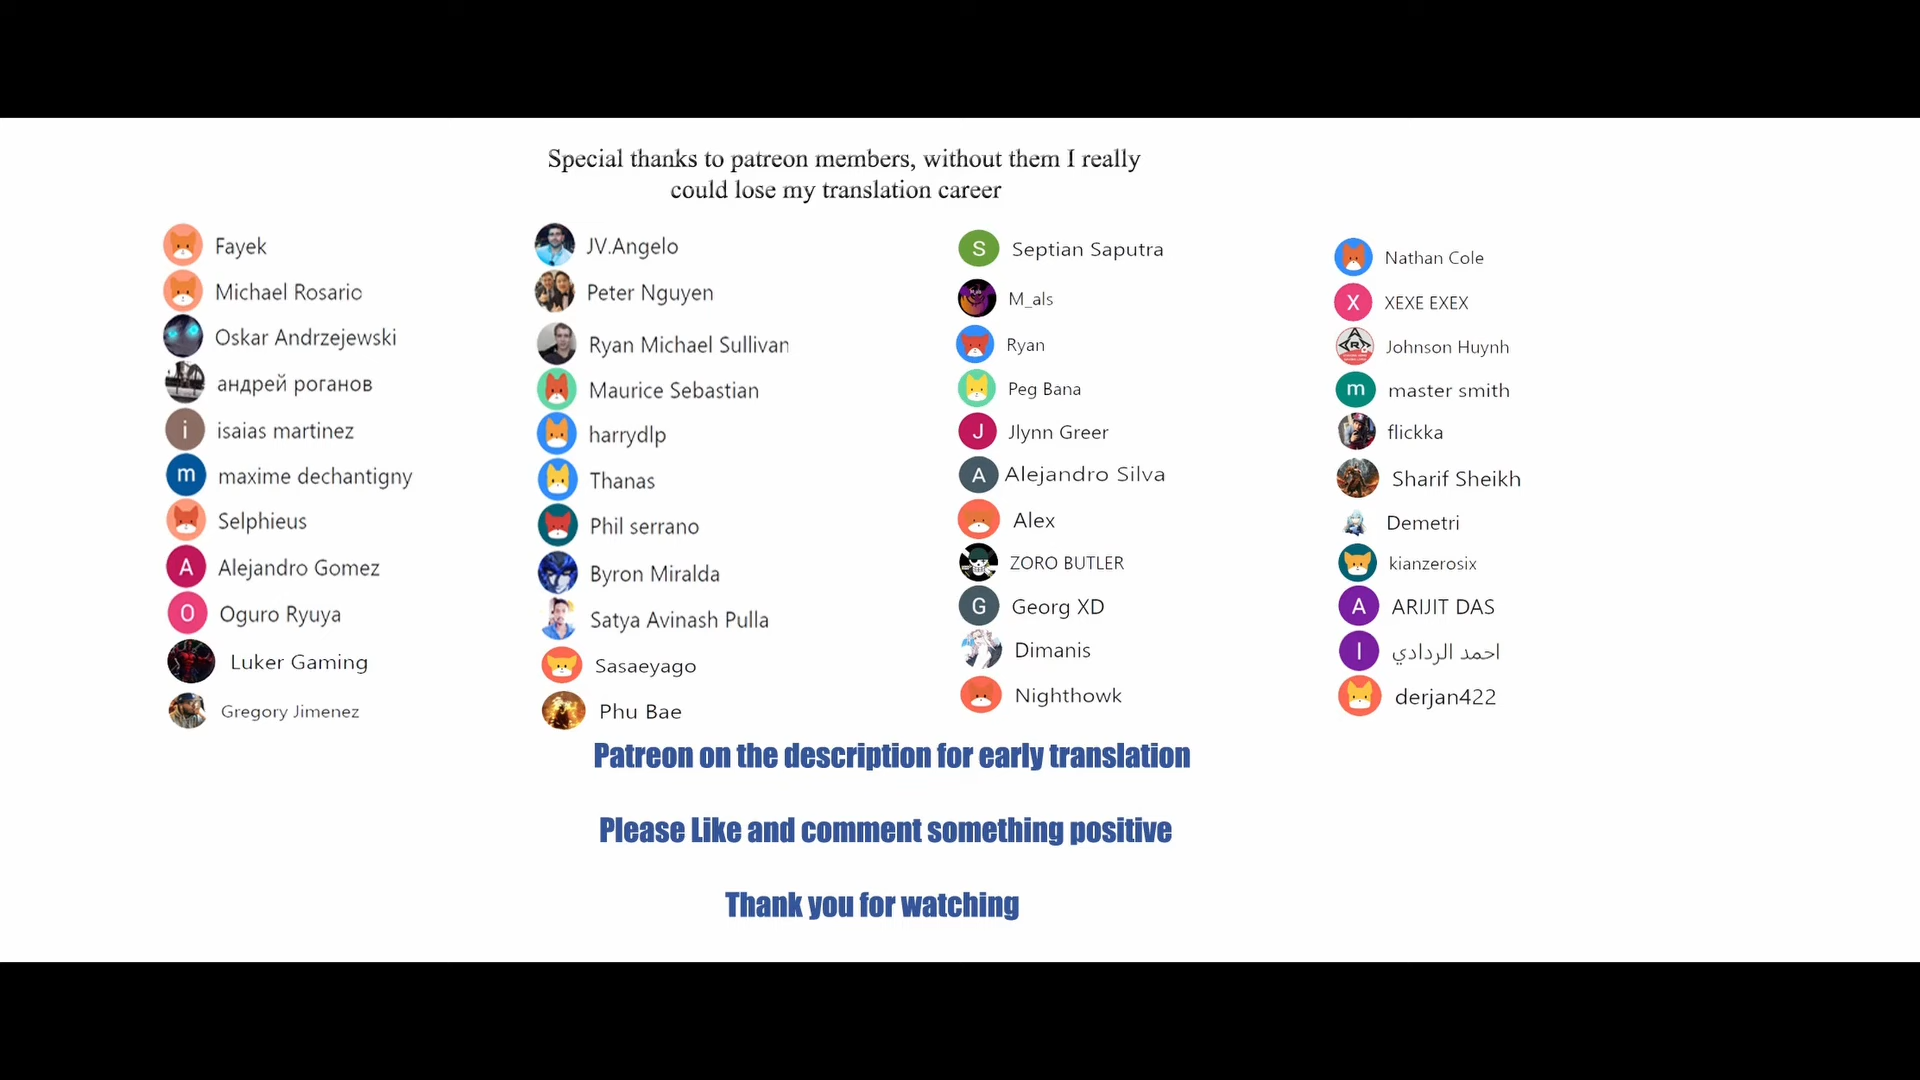 Special thanks to patreon members, without them I really
could lose my translation career
Fayek
Michael Rosario
Oskar Andrzejewski
андрей роганов
i
isaias martinez
m
maxime dechantigny
Selphieus
A
Alejandro Gomez
O
Oguro Ryuya
Luker Gaming
Gregory Jimenez
JV.Angelo
Peter Nguyen
Ryan Michael Sullivan
Maurice Sebastian
harrydlp
Thanas
Phil serrano
Byron Miralda
Satya Avinash Pulla
Sasaeyago
Phu Bae
S
Septian Saputra
M_als
Ryan
Peg Bana
J
Jlynn Greer
A
Alejandro Silva
Alex
ZORO BUTLER
G
Georg XD
Dimanis
Nighthowk
Nathan Cole
X
XEXE EXEX
Johnson Huynh
m
master smith
flickka
Sharif Sheikh
Demetri
kianzerosix
A
ARIJIT DAS
ا
احمد الردادي
derjan422
Patreon on the description for early translation
Please Like and comment something positive
Thank you for watching